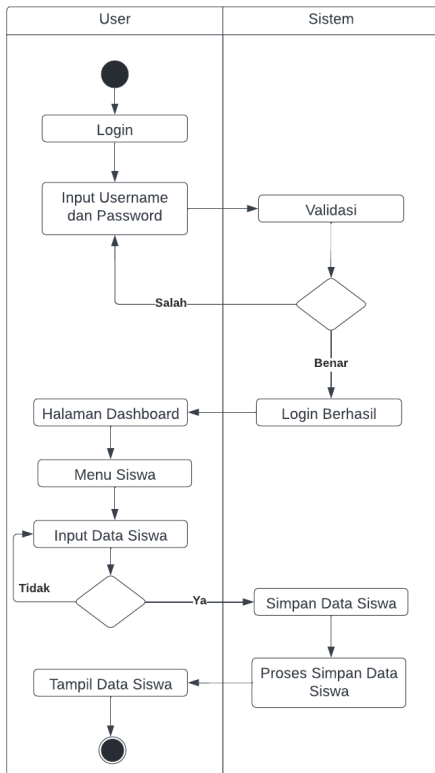 User
Sistem
Login
Input Username
dan Password
Validasi
Salah
Benar
Halaman Dashboard
Login Berhasil
Menu Siswa
Input Data Siswa
Tidak
Ya
Simpan Data Siswa
Tampil Data Siswa
Proses Simpan Data
Siswa